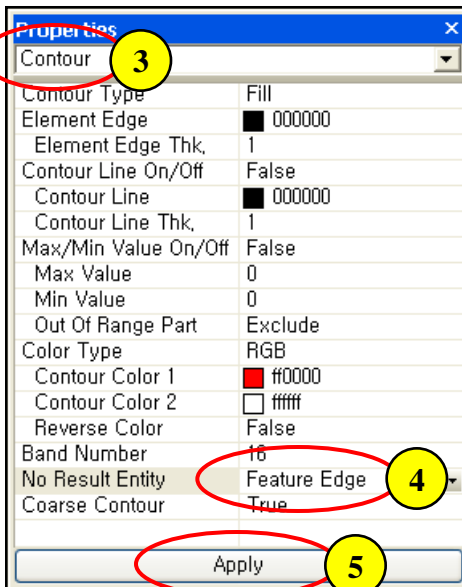 Properties
Contour 3
Contour Type Fill
Element Edge 000000
Element Edge Thk, 1
Contour Line On/Off False
Contour Line 000000
Contour Line Thk, 1
Max/Min Value On/Off False
Max Value 0
Min Value 0
Out Of Range Part Exclude
Color Type RGB
Contour Color 1 ff0000
Contour Color 2 ffffff
Reverse Color False
Band Number 16
No Result Entity Feature Edge 4
Coarse Contour True
Apply 5